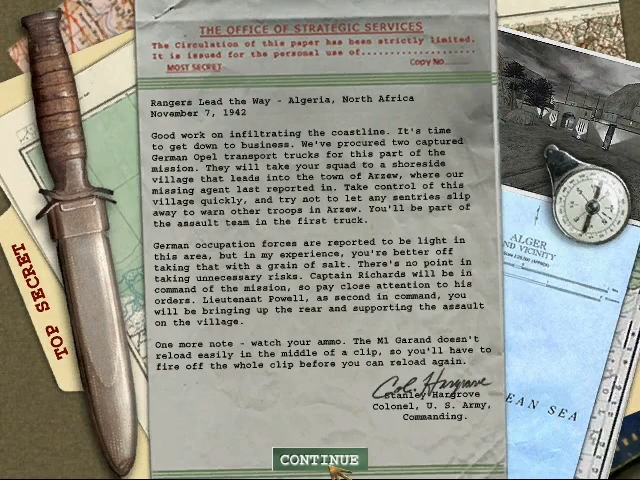 THE OFFICE OF STRATEGIC SERVICES
The Circulation of this paper has been strictly limited.
It is issued for the personal use of....................
MOST SECRET
COPY NO.
Rangers Lead the Way - Algeria, North Africa
November 7, 1942
Good work on infiltrating the coastline. It's time
to get down to business. We've procured two captured
German Opel transport trucks for this part of the
mission. They will take your squad to a shoreside
village that leads into the town of Arzew, where our
missing agent last reported in. Take control of this
village quickly, and try not to let any sentries slip
away to warn other troops in Arzew. You'll be part of
the assault team in the first truck.
German occupation forces are reported to be light in
this area, but in my experience, you're better off
taking that with a grain of salt. There's no point in
taking unnecessary risks. Captain Richards will be in
command of the mission, so pay close attention to his
orders. Lieutenant Powell, as second in command, you
will be bringing up the rear and supporting the assault
on the village.
One more note - watch your ammo. The M1 Garand doesn't
reload easily in the middle of a clip, so you'll have to
fire off the whole clip before you can reload again.
Col. Hargrove
Stanley Hargrove
Colonel, U. S. Army,
Commanding.
CONTINUE
TOP SECRET
ALGER
ND VICINITY
EAN SEA